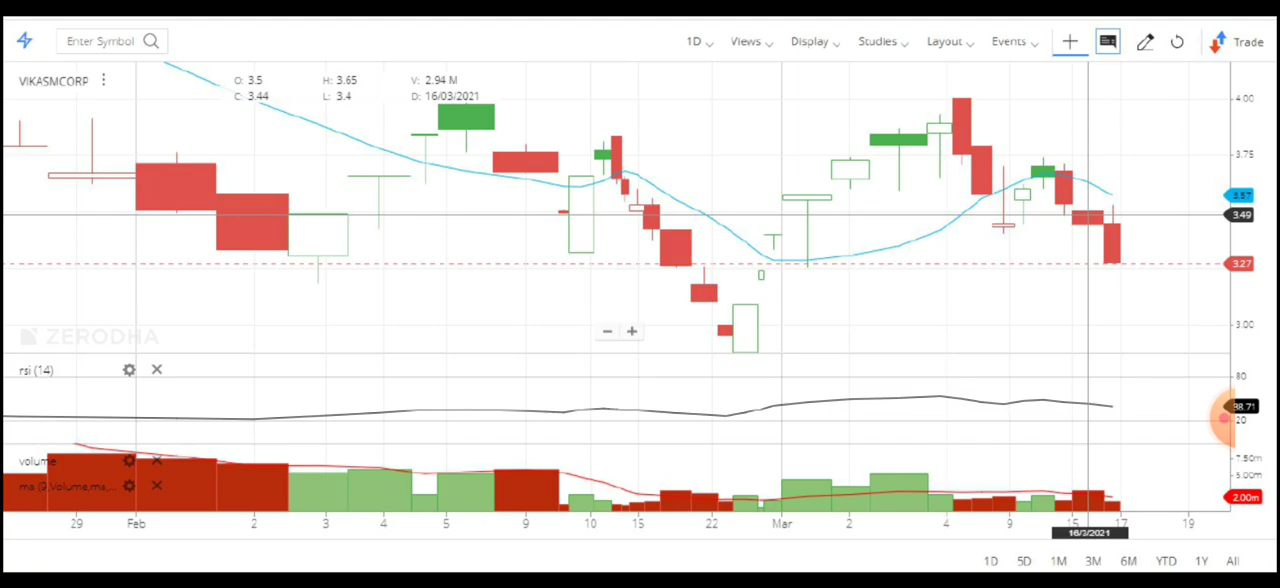 Enter Symbol 1D Views Display Studies Layout Events Trade
VIKASMCORP O: 3.5 H: 3.65 V: 2.94 M
C: 3.44 L: 3.4 D: 16/03/2021
4.00
3.75
3.57
3.49
3.27
3.00
ZERODHA
rsi (14)
80
38.71
20
volume
7.50m
5.00m
2.00m
29 Feb 2 3 4 5 9 10 15 22 Mar 2 4 9 15 17 19
16/3/2021
1D 5D 1M 3M 6M YTD 1Y All